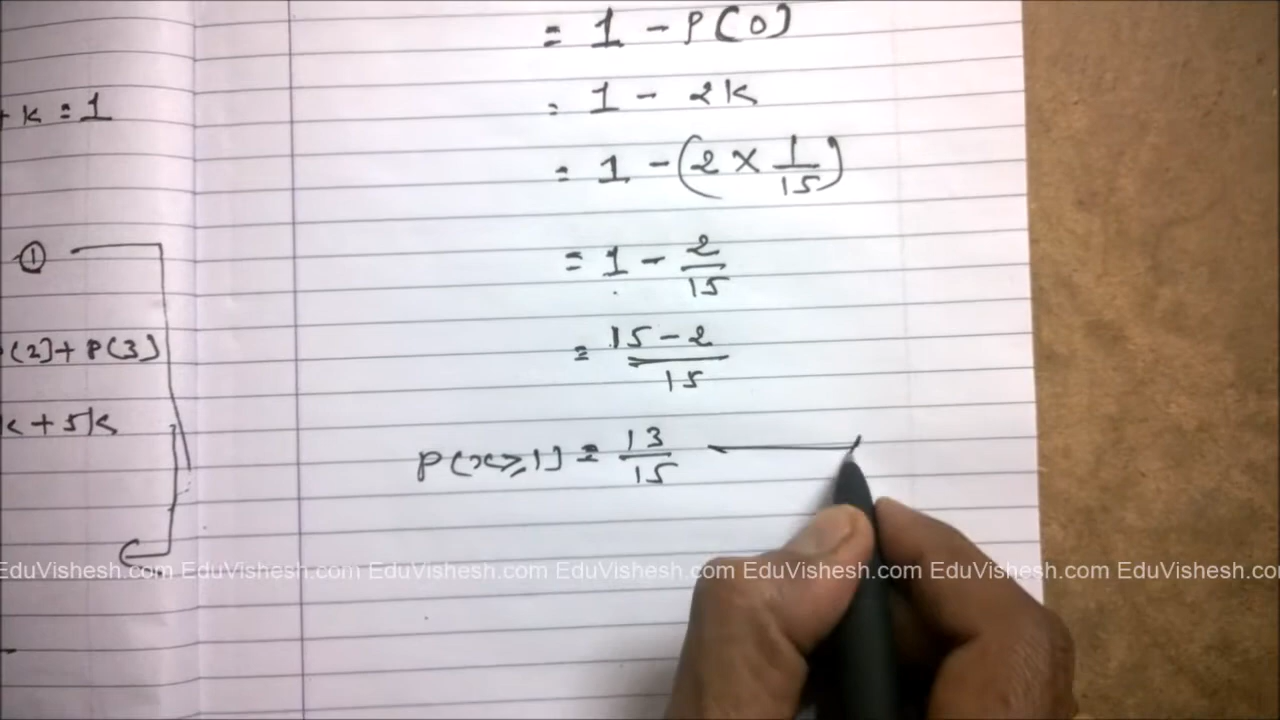 + k = 1
①
(2) + P(3)
k + 5k
= 1 - P(0)
= 1 - 2k
= 1 - (2 × 1/15)
= 1 - 2/15
= 15 - 2/15
P(x≥1) = 13/15
EduVishesh.com EduVishesh.com EduVishesh.com EduVishesh.com EduVishesh.com EduVishesh.com EduVishesh.com